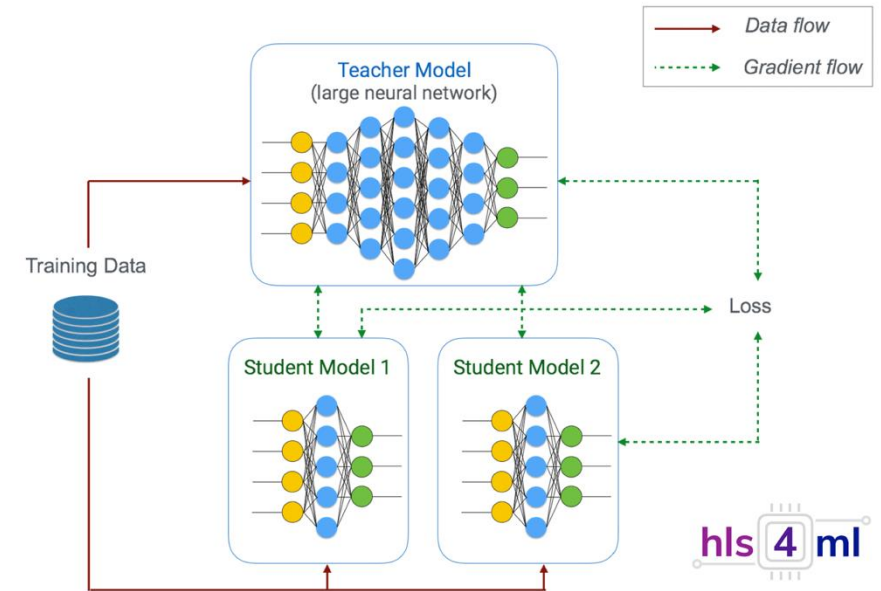 Data flow
Gradient flow
Teacher Model
(large neural network)
Training Data
Loss
Student Model 1
Student Model 2
hls 4 ml